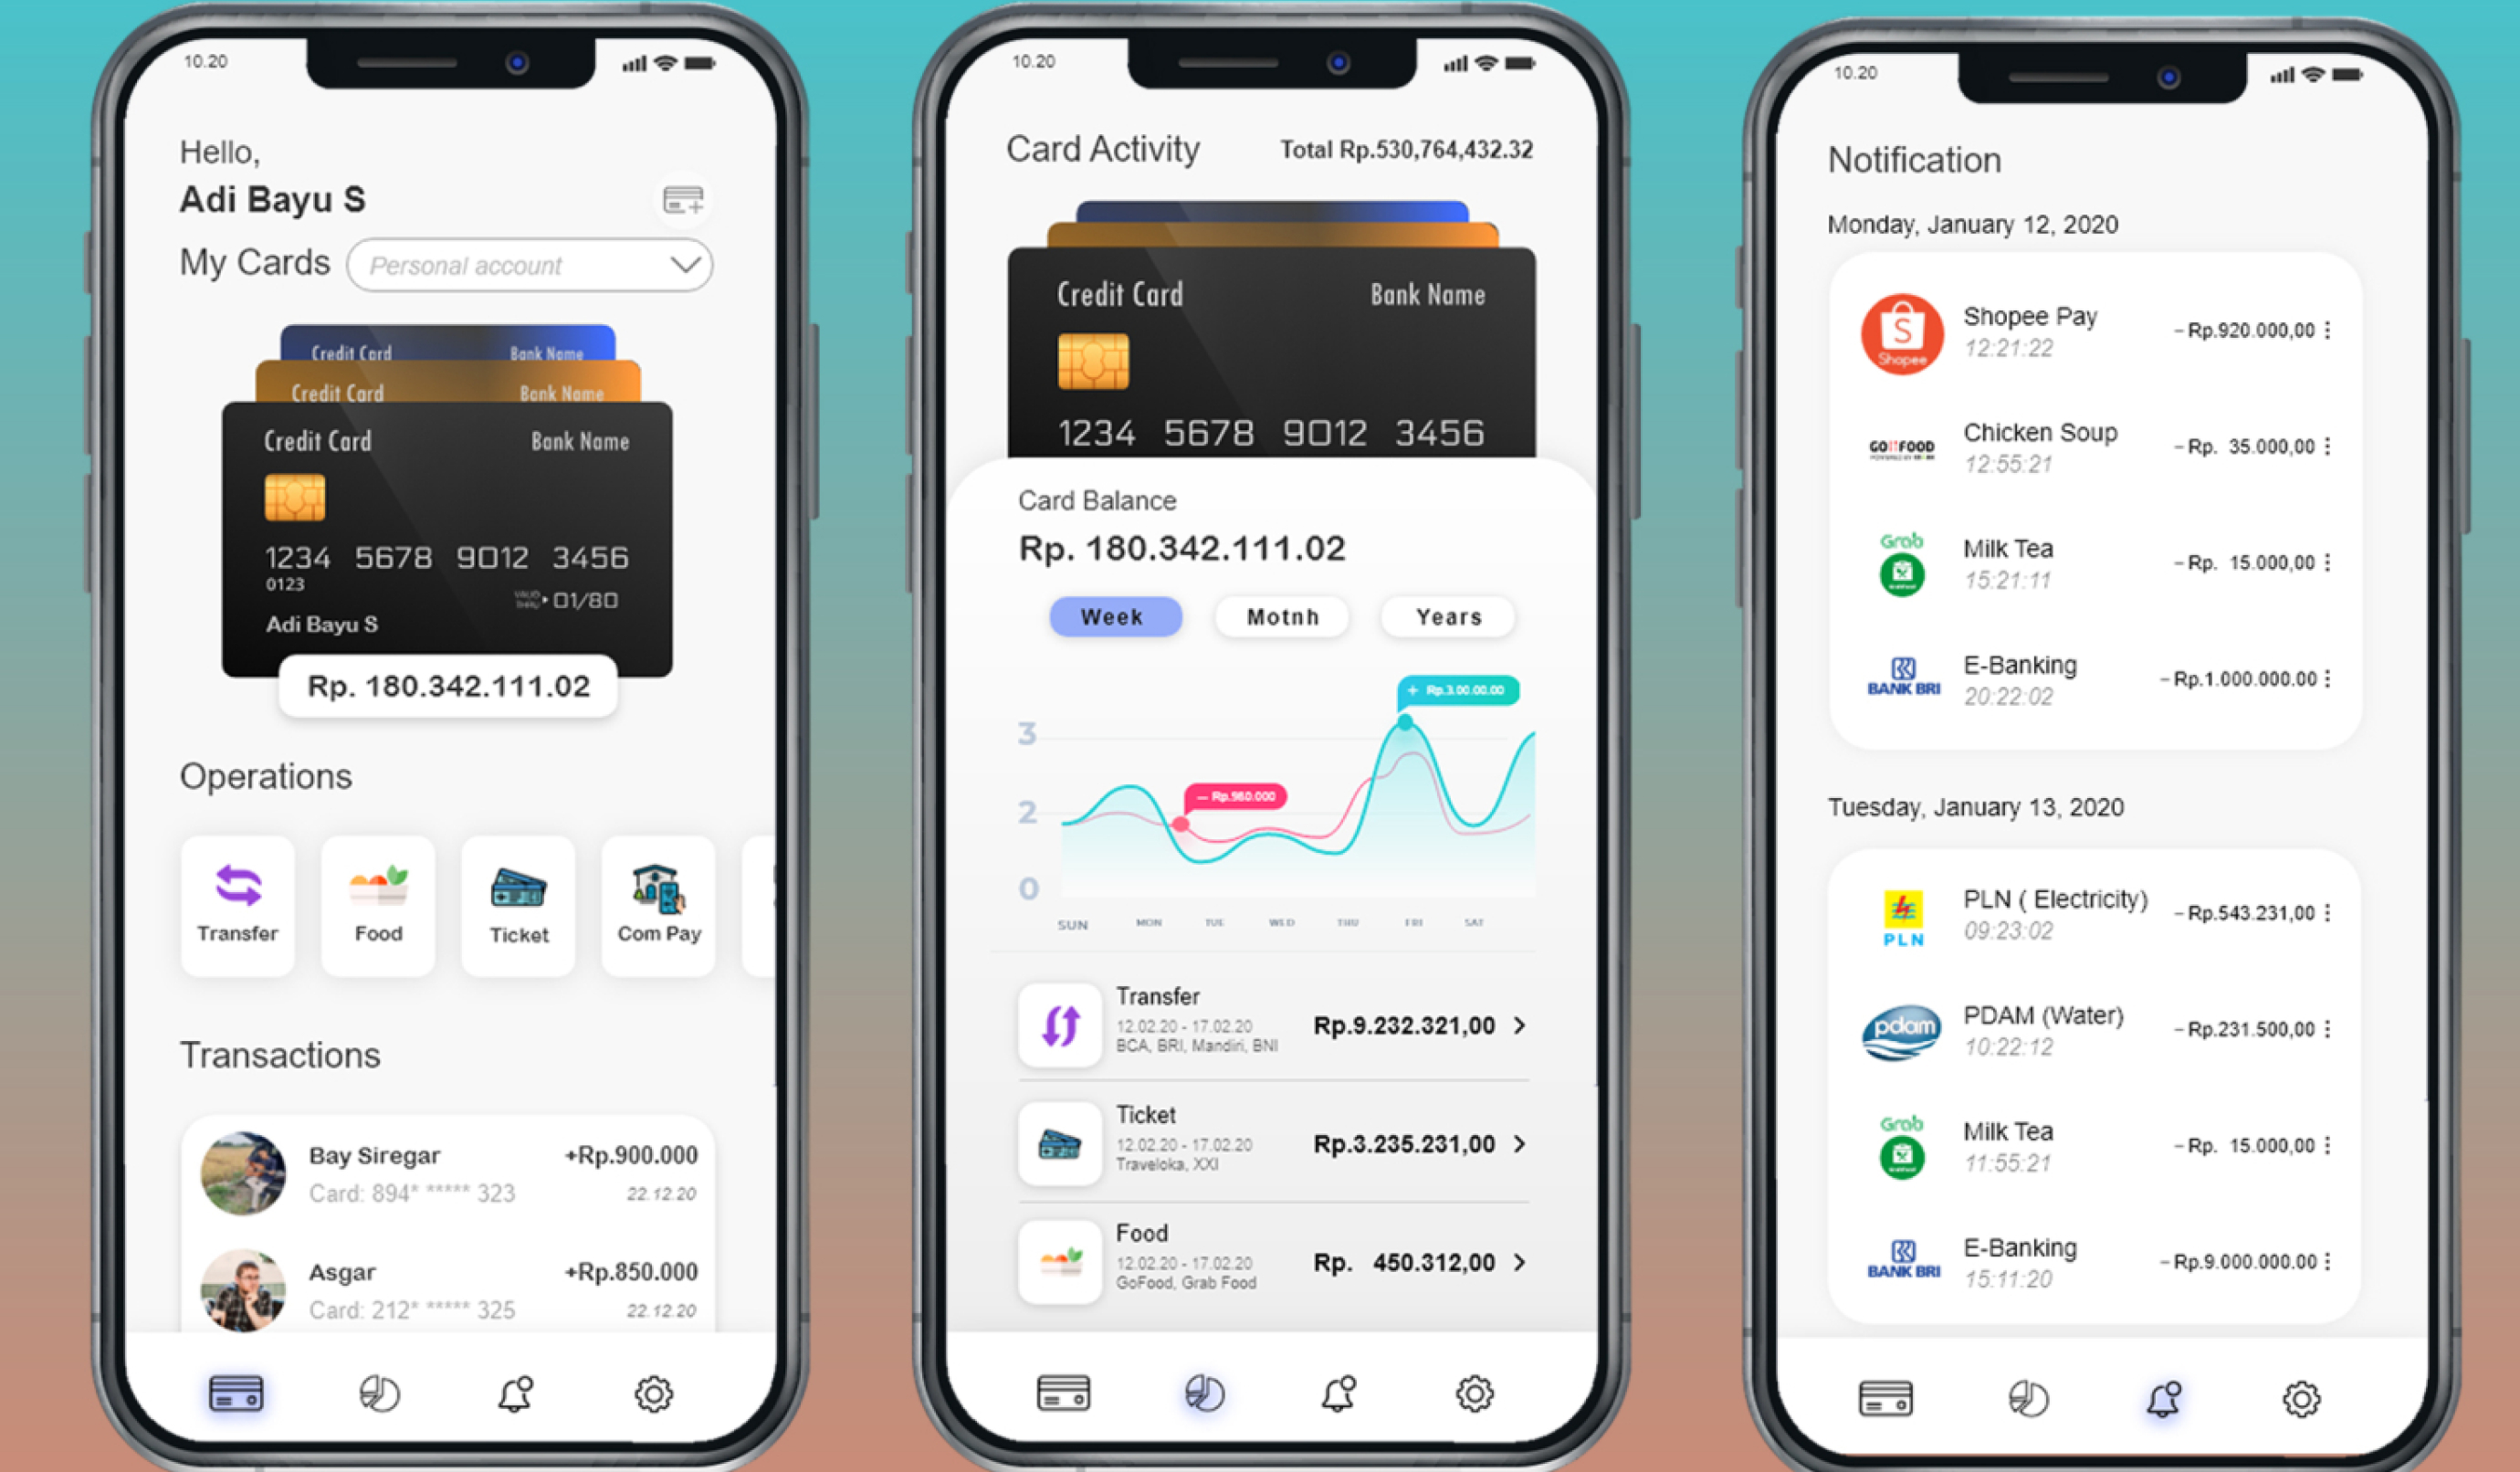 10.20
Hello,
Adi Bayu S
My Cards
Personal account
Credit Card Bank Name
Credit Card Bank Name
Credit Card Bank Name
1234 5678 9012 3456
0123
VALID THRU 01/80
Adi Bayu S
Rp. 180.342.111.02
Operations
Transfer Food Ticket Com Pay
Transactions
Bay Siregar +Rp.900.000
Card: 894* ***** 323 22.12.20
Asgar +Rp.850.000
Card: 212* ***** 325 22.12.20
10.20
Card Activity Total Rp.530,764,432.32
Credit Card Bank Name
1234 5678 9012 3456
Card Balance
Rp. 180.342.111.02
Week Motnh Years
+ Rp.3.00.00.00
3
– Rp.960.000
2
0
SUN MON TUE WED THU FRI SAT
Transfer
12.02.20 - 17.02.20
BCA, BRI, Mandiri, BNI
Rp.9.232.321,00
Ticket
12.02.20 - 17.02.20
Traveloka, XXI
Rp.3.235.231,00
Food
12.02.20 - 17.02.20
GoFood, Grab Food
Rp. 450.312,00
10.20
Notification
Monday, January 12, 2020
S
Shopee
Shopee Pay
12:21:22
– Rp.920.000,00
GOFOOD
Chicken Soup
12:55:21
– Rp. 35.000,00
Grab
Milk Tea
15:21:11
– Rp. 15.000,00
BANK BRI
E-Banking
20:22:02
– Rp.1.000.000.00
Tuesday, January 13, 2020
PLN
PLN ( Electricity)
09:23:02
– Rp.543.231,00
pdam
PDAM (Water)
10:22:12
– Rp.231.500,00
Grab
Milk Tea
11:55:21
– Rp. 15.000,00
BANK BRI
E-Banking
15:11:20
– Rp.9.000.000.00